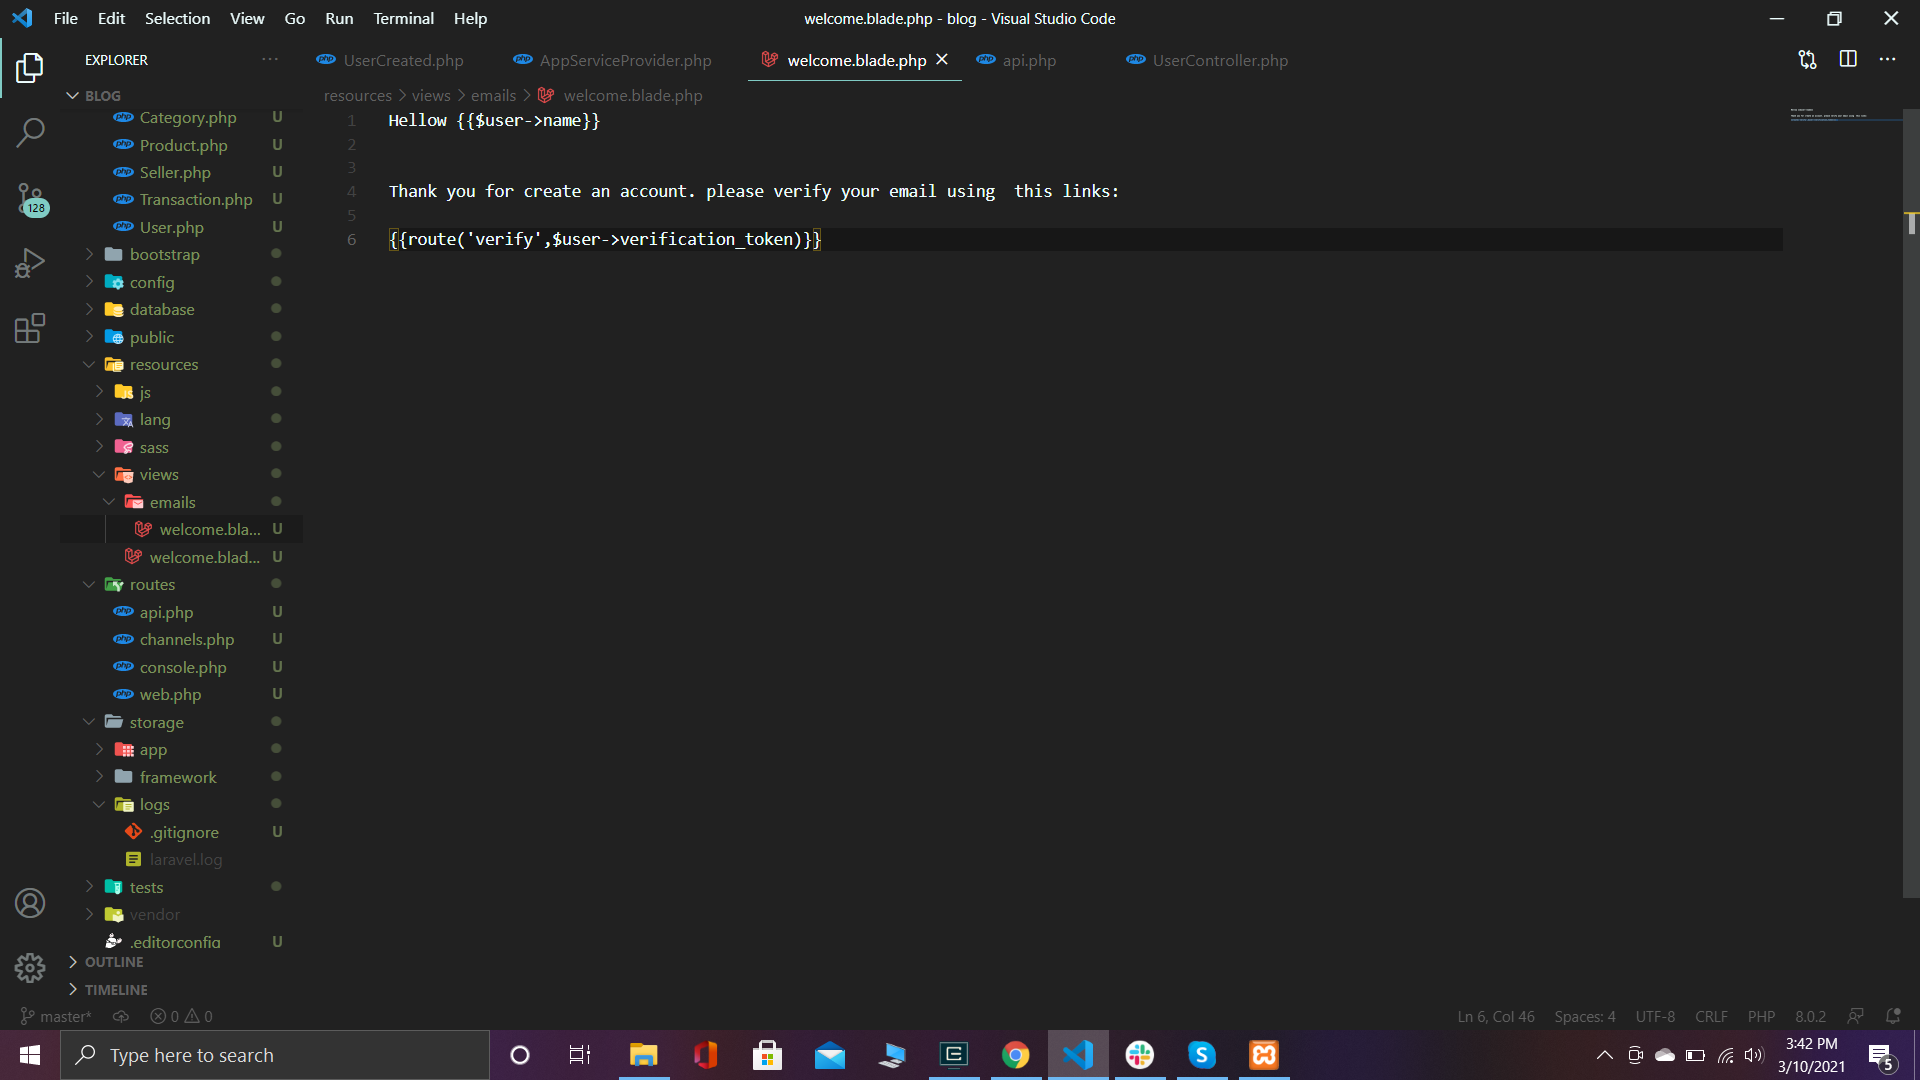 File Edit Selection View Go Run Terminal Help
welcome.blade.php - blog - Visual Studio Code
EXPLORER
UserCreated.php
AppServiceProvider.php
welcome.blade.php
api.php
UserController.php
BLOG
resources > views > emails > welcome.blade.php
Category.php U
Product.php U
Seller.php U
Transaction.php U
User.php U
bootstrap
config
database
public
resources
js
lang
sass
views
emails
welcome.bla... U
welcome.blad... U
routes
api.php U
channels.php U
console.php U
web.php U
storage
app
framework
logs
.gitignore U
laravel.log
tests
vendor
.editorconfig U
OUTLINE
TIMELINE
128
1 Hellow {{$user->name}}
2
3
4 Thank you for create an account. please verify your email using  this links:
5
6 {{route('verify',$user->verification_token)}}
master* 0 0
Ln 6, Col 46 Spaces: 4 UTF-8 CRLF PHP 8.0.2
Type here to search
3:42 PM
3/10/2021
5